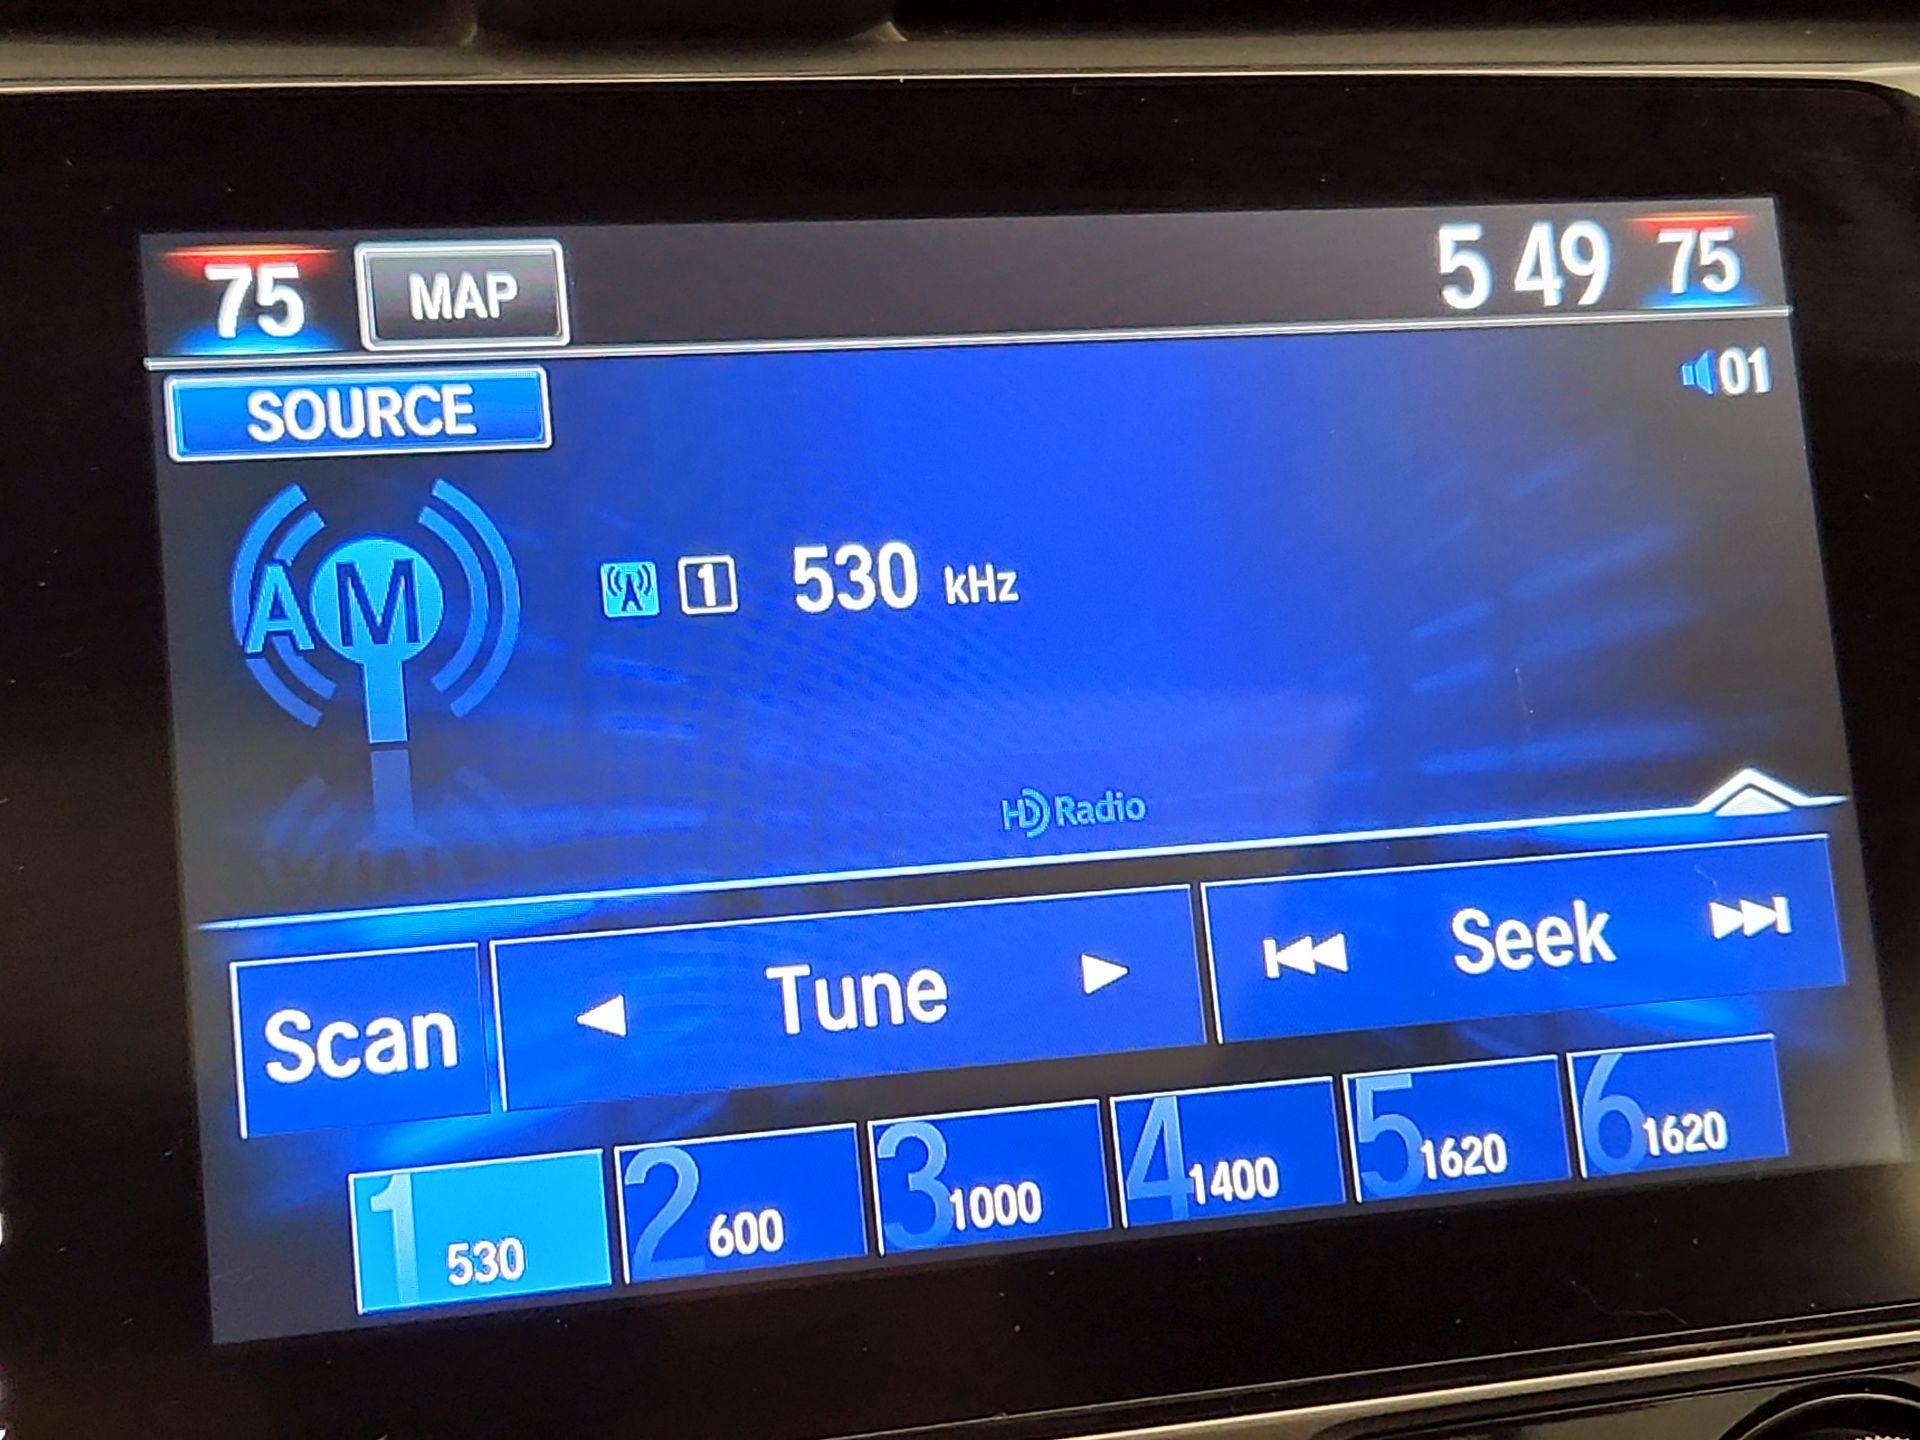 75 MAP 5 49 75
SOURCE 01
AM 1 530 kHz
HD Radio
Scan Tune Seek
1 530 2 600 3 1000 4 1400 5 1620 6 1620